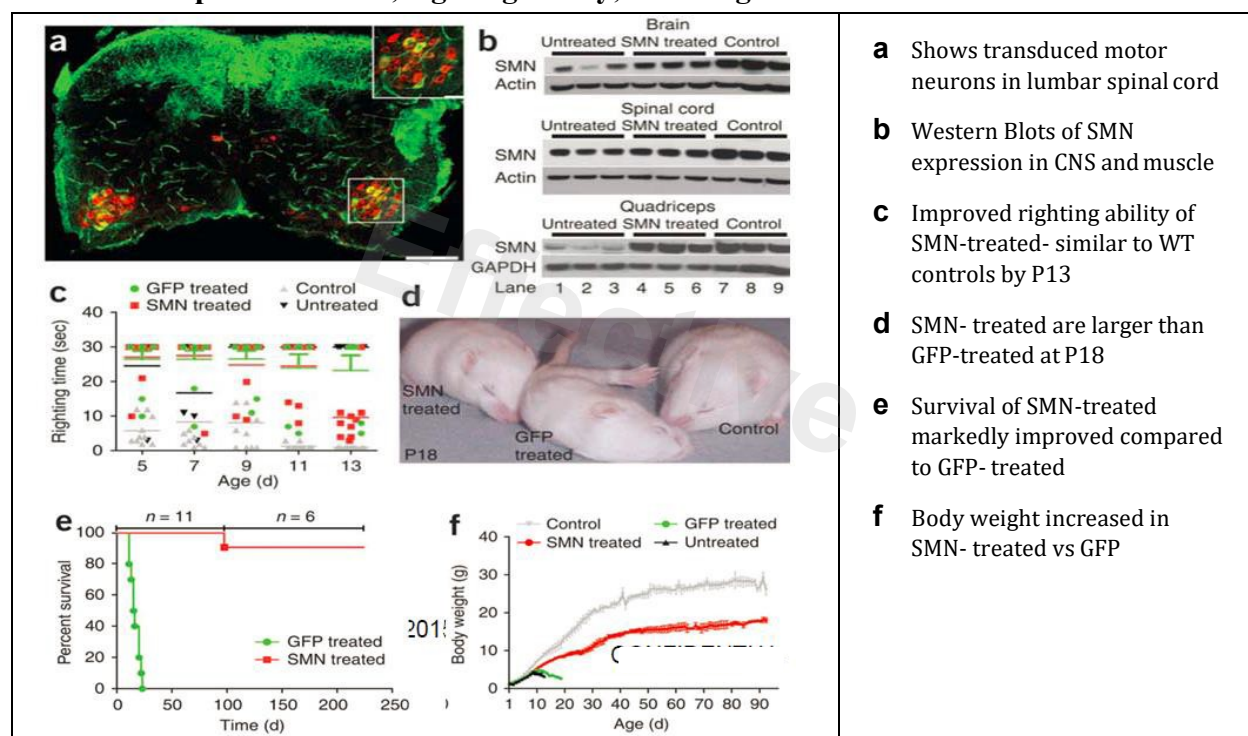 a
b
Brain
Untreated SMN treated Control
SMN
Actin
Spinal cord
Untreated SMN treated Control
SMN
Actin
Quadriceps
Untreated SMN treated Control
SMN
GAPDH
Lane 1 2 3 4 5 6 7 8 9
c
GFP treated
Control
SMN treated
Untreated
Righting time (sec)
40
30
20
10
0
5 7 9 11 13
Age (d)
d
SMN
treated
GFP
treated
Control
P18
e
n = 11
n = 6
Percent survival
100
80
60
40
20
0
GFP treated
SMN treated
0 50 100 150 200 250
Time (d)
2015
f
Control
GFP treated
SMN treated
Untreated
Body weight (g)
40
30
20
10
0
1 10 20 30 40 50 60 70 80 90
Age (d)
a Shows transduced motor
neurons in lumbar spinal cord
b Western Blots of SMN
expression in CNS and muscle
c Improved righting ability of
SMN-treated- similar to WT
controls by P13
d SMN- treated are larger than
GFP-treated at P18
e Survival of SMN-treated
markedly improved compared
to GFP- treated
f Body weight increased in
SMN- treated vs GFP
Effective